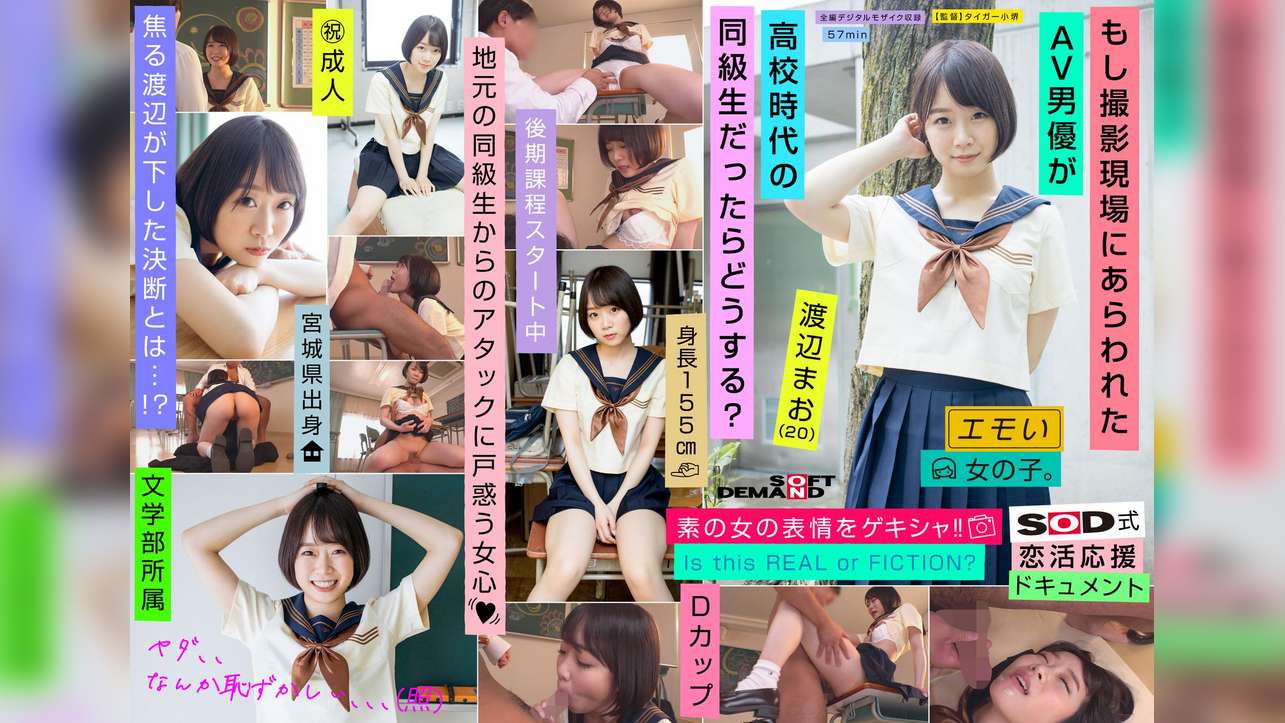 もし撮影現場にあらわれた
AV男優が
高校時代の
同級生だったらどうする?
全編デジタルモザイク収録
【監督】タイガー小堺
57min
渡辺まお
(20)
エモい
女の子。
SOFT
ON
DEMAND
素の女の表情をゲキシャ!!
Is this REAL or FICTION?
SOD式
恋活応援
ドキュメント
身長155㎝
Dカップ
後期課程スタート中
地元の同級生からのアタックに戸惑う女心
㊗成人
宮城県出身
焦る渡辺が下した決断とは…!?
文学部所属
ヤダ、、
なんか恥ずかしい、、、(照)